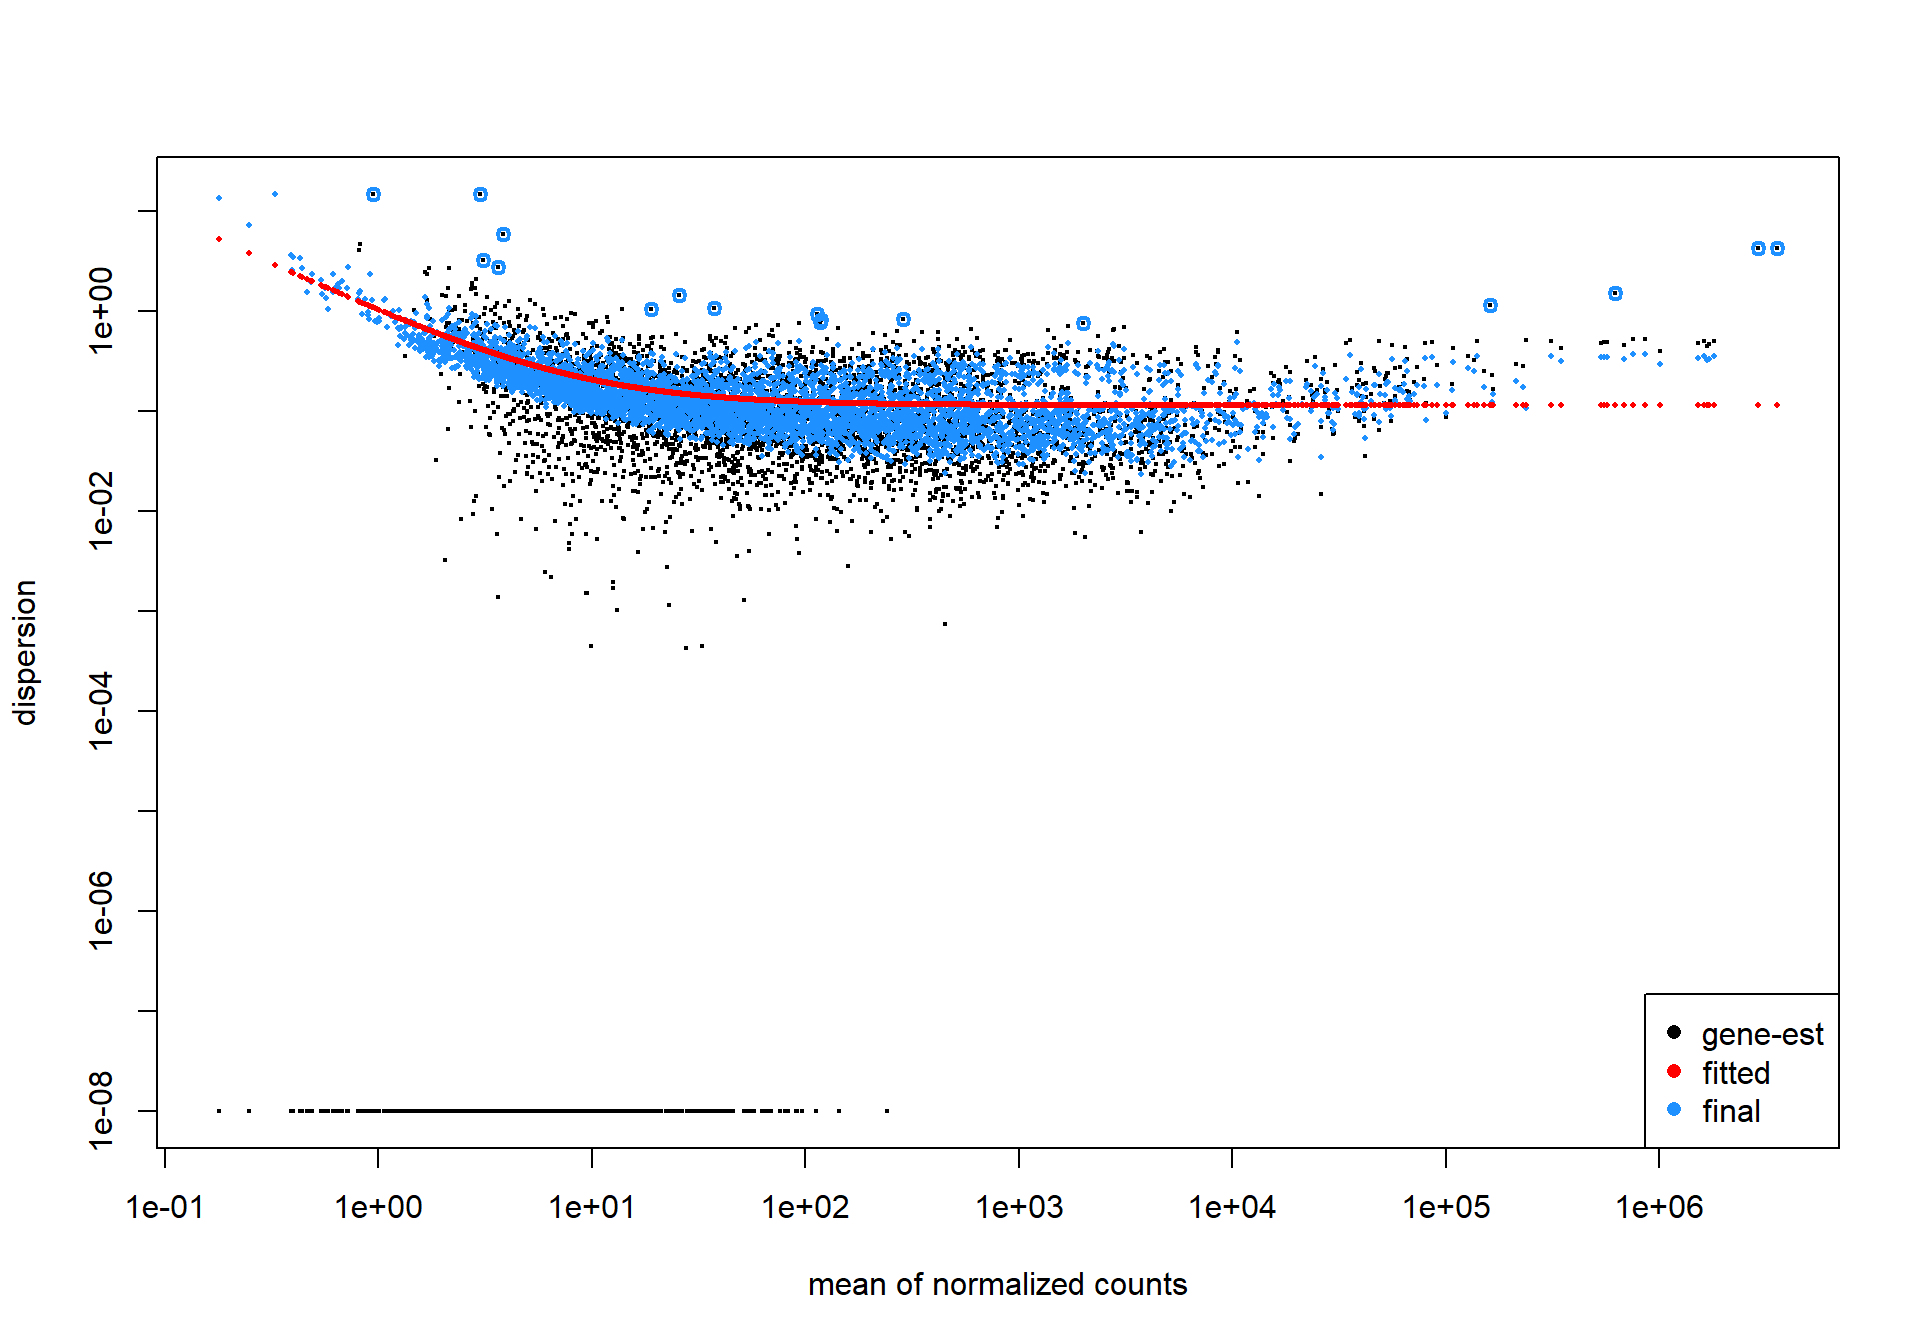 dispersion
1e+00
1e-02
1e-04
1e-06
1e-08
gene-est
fitted
final
1e-01 1e+00 1e+01 1e+02 1e+03 1e+04 1e+05 1e+06
mean of normalized counts